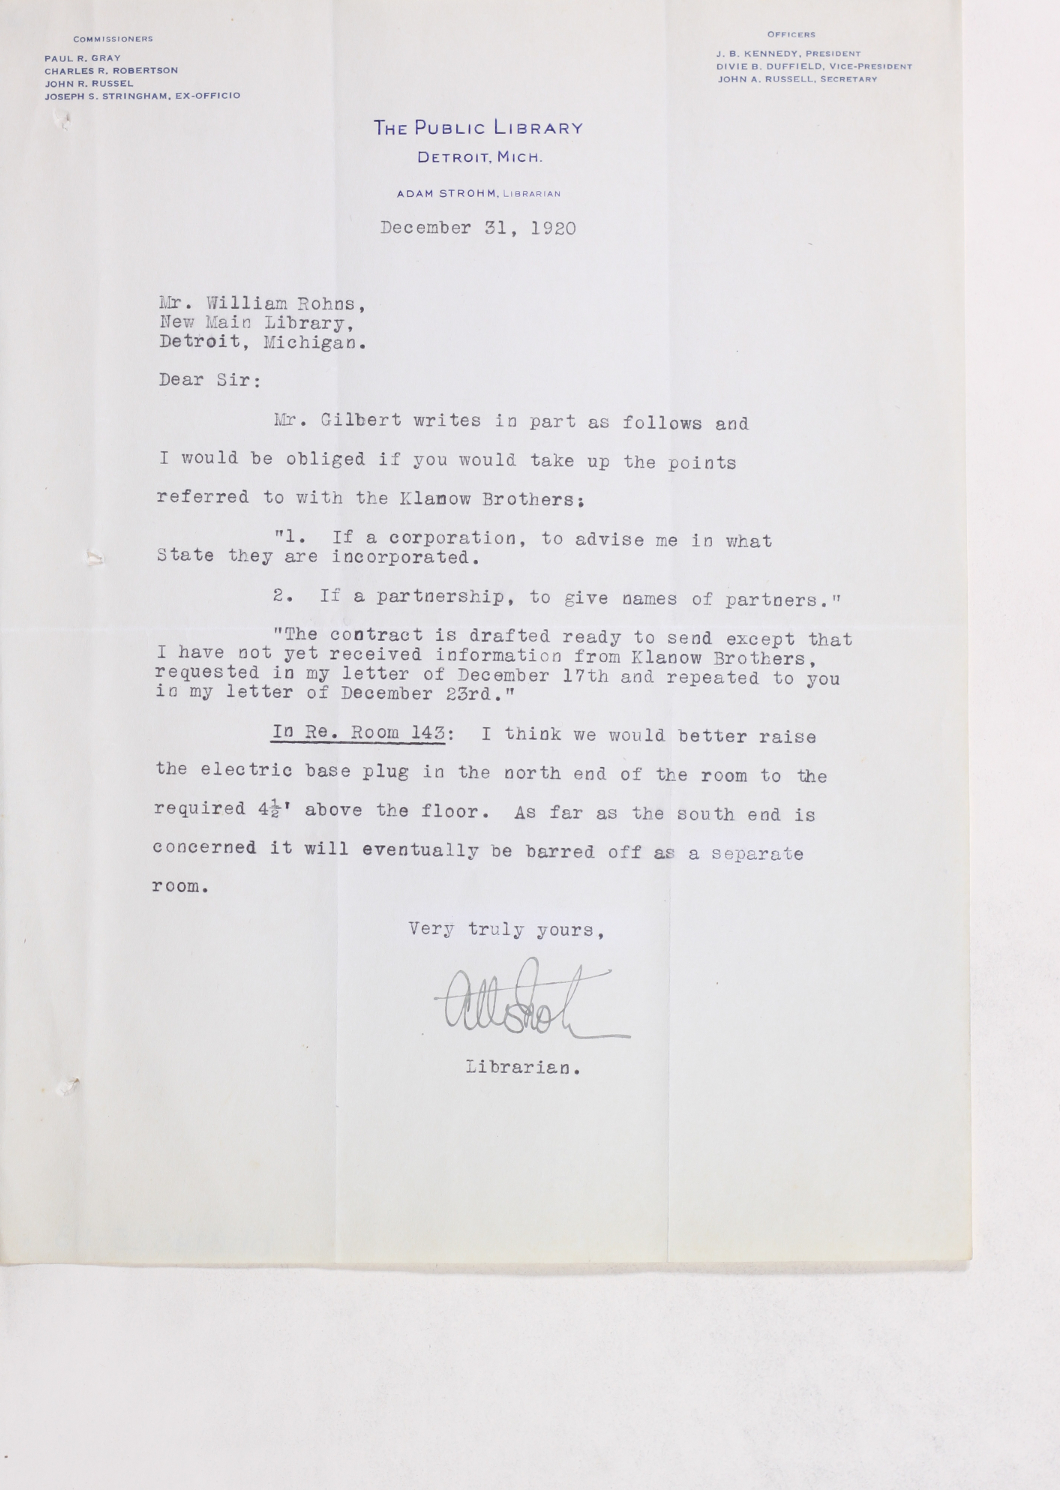 COMMISSIONERS
PAUL R. GRAY
CHARLES R. ROBERTSON
JOHN R. RUSSEL
JOSEPH S. STRINGHAM, EX-OFFICIO
OFFICERS
J. B. KENNEDY, PRESIDENT
DIVIE B. DUFFIELD, VICE-PRESIDENT
JOHN A. RUSSELL, SECRETARY
THE PUBLIC LIBRARY
DETROIT, MICH.
ADAM STROHM, LIBRARIAN
December 31, 1920
Mr. William Rohns,
New Main Library,
Detroit, Michigan.
Dear Sir:
Mr. Gilbert writes in part as follows and
I would be obliged if you would take up the points
referred to with the Klanow Brothers;
"1. If a corporation, to advise me in what
State they are incorporated.
2. If a partnership, to give names of partners."
"The contract is drafted ready to send except that
I have not yet received information from Klanow Brothers,
requested in my letter of December 17th and repeated to you
in my letter of December 23rd."
In Re. Room 143: I think we would better raise
the electric base plug in the north end of the room to the
required 4½' above the floor. As far as the south end is
concerned it will eventually be barred off as a separate
room.
Very truly yours,
Librarian.